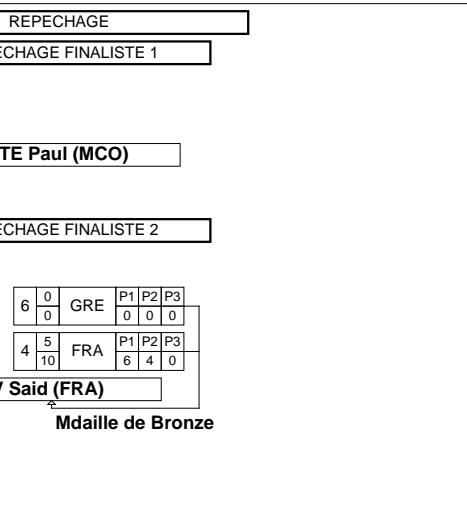 REPECHAGE
ECHAGE FINALISTE 1
TE Paul (MCO)
ECHAGE FINALISTE 2
6 0 0 GRE P1 P2 P3 0 0 0
4 5 10 FRA P1 P2 P3 6 4 0
Said (FRA)
Mdaille de Bronze